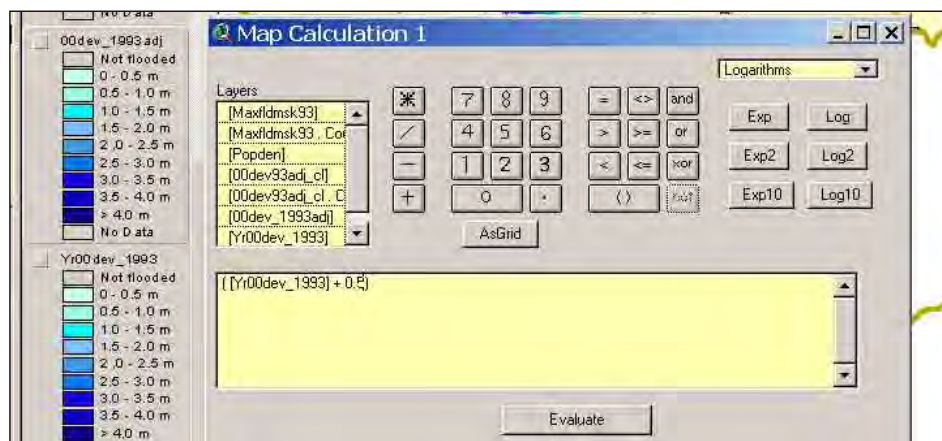 No Data
00dev_1993adj
Not flooded
0 - 0.5 m
0.5 - 1.0 m
1.0 - 1.5 m
1.5 - 2.0 m
2.0 - 2.5 m
2.5 - 3.0 m
3.0 - 3.5 m
3.5 - 4.0 m
> 4.0 m
No Data
Yr00dev_1993
Not flooded
0 - 0.5 m
0.5 - 1.0 m
1.0 - 1.5 m
1.5 - 2.0 m
2.0 - 2.5 m
2.5 - 3.0 m
3.0 - 3.5 m
3.5 - 4.0 m
> 4.0 m
Map Calculation 1
Logarithms
Layers
[Maxfldmsk93]
[Maxfldmsk93 . Cou
[Popden]
[00dev93adj_cl]
[00dev93adj_cl . C
[00dev_1993adj]
[Yr00dev_1993]
* 7 8 9 = <> and
/ 4 5 6 > >= or
- 1 2 3 < <= xor
+ 0 . ( ) not
AsGrid
Exp Log
Exp2 Log2
Exp10 Log10
( [Yr00dev_1993] + 0.5)
Evaluate